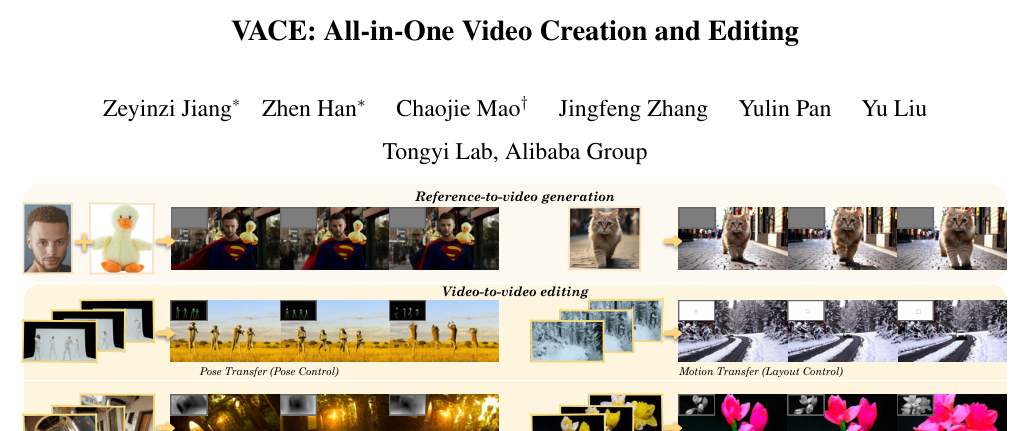 VACE: All-in-One Video Creation and Editing
Zeyinzi Jiang* Zhen Han* Chaojie Mao† Jingfeng Zhang Yulin Pan Yu Liu
Tongyi Lab, Alibaba Group
Reference-to-video generation
Video-to-video editing
Pose Transfer (Pose Control)
Motion Transfer (Layout Control)